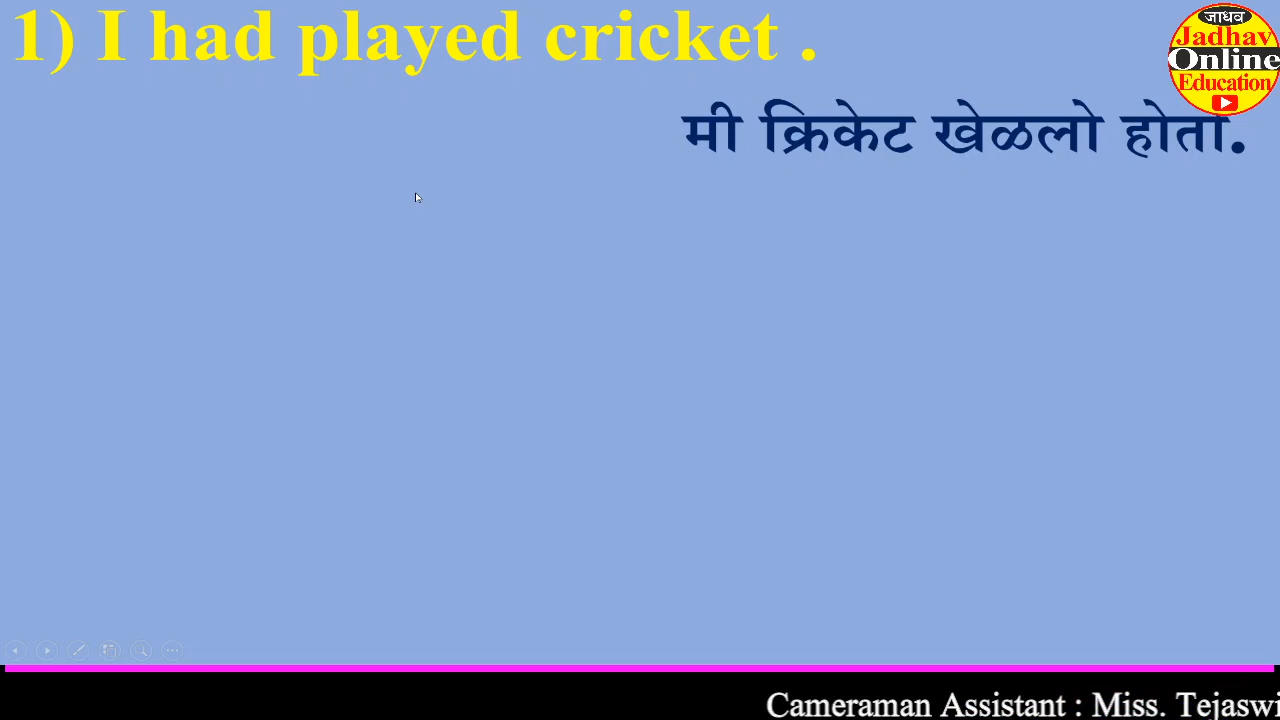 1) I had played cricket .
जाधव
Jadhav
Online
Education
मी क्रिकेट खेळलो होतो.
Cameraman Assistant : Miss. Tejaswi